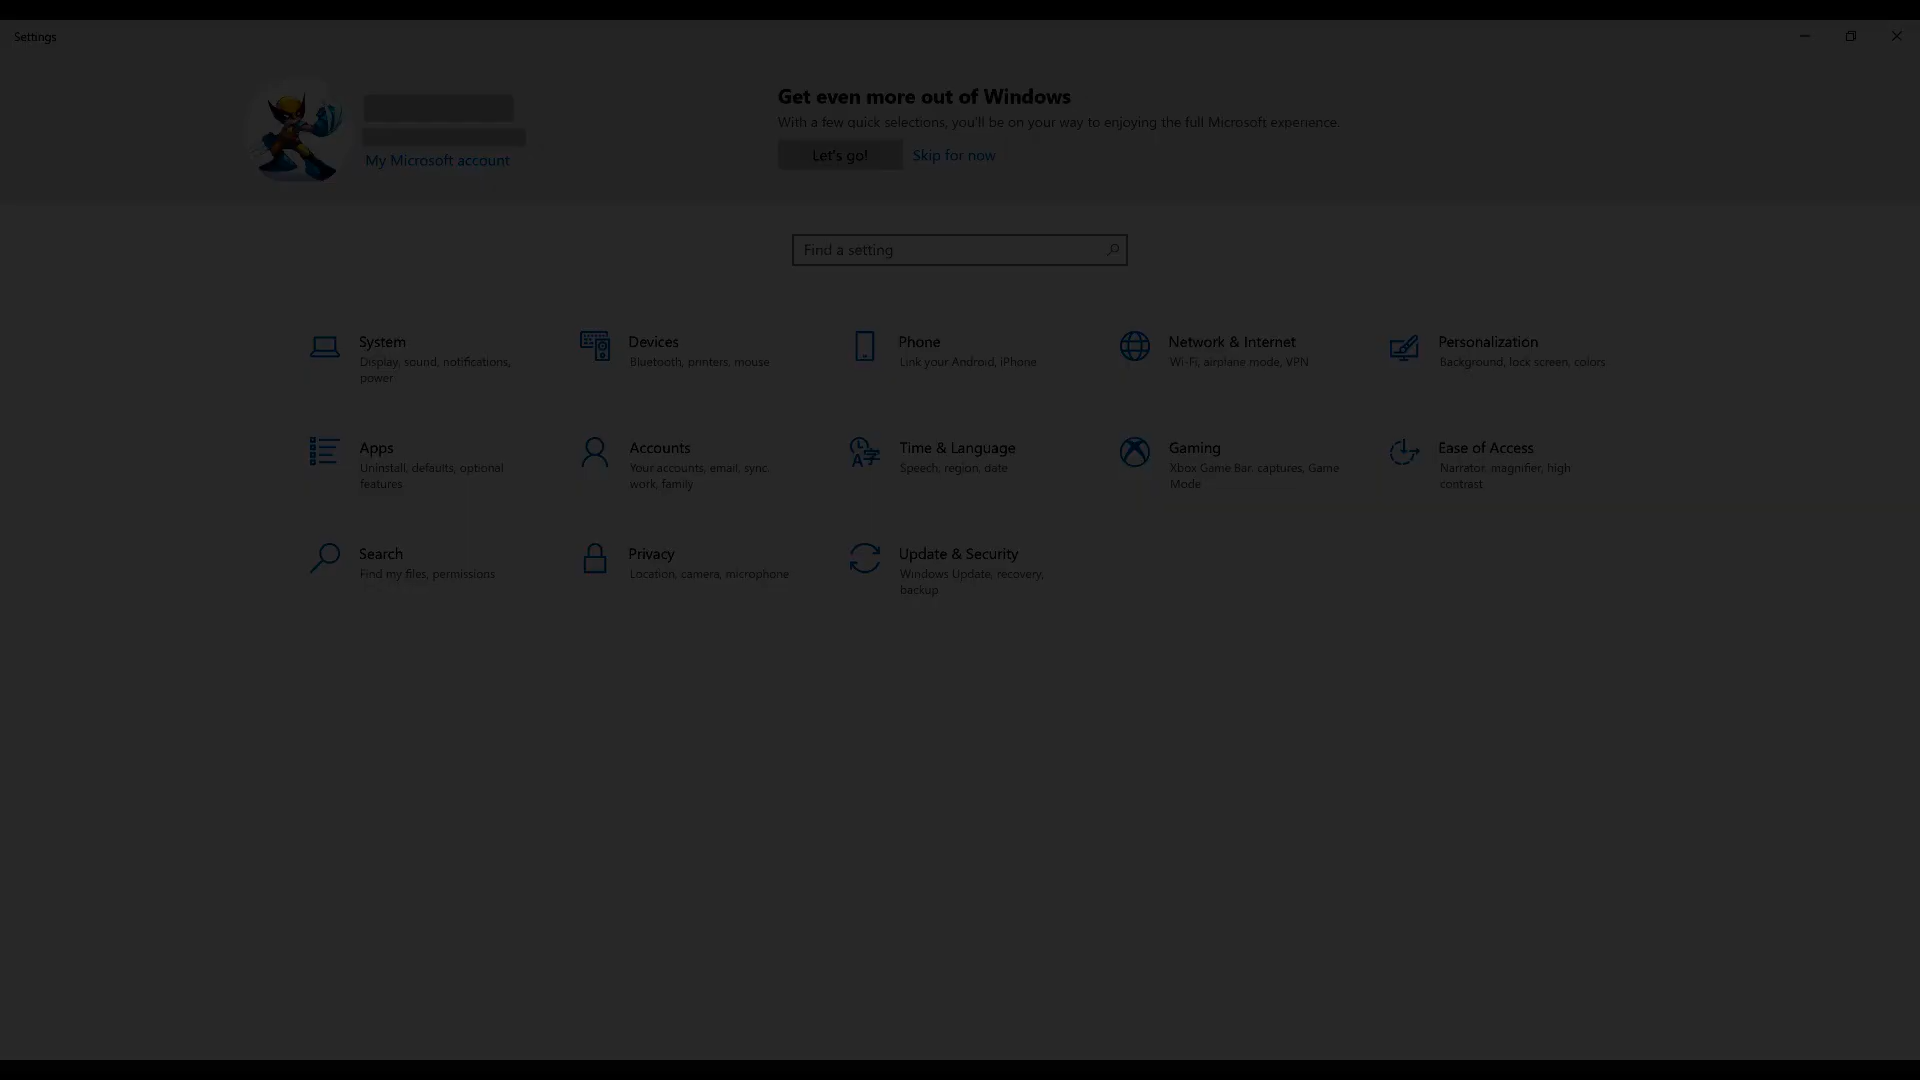 Settings
My Microsoft account
Get even more out of Windows
With a few quick selections, you'll be on your way to enjoying the full Microsoft experience.
Let's go!
Skip for now
Find a setting
System
Display, sound, notifications,
power
Devices
Bluetooth, printers, mouse
Phone
Link your Android, iPhone
Network & Internet
Wi-Fi, airplane mode, VPN
Personalization
Background, lock screen, colors
Apps
Uninstall, defaults, optional
features
Accounts
Your accounts, email, sync,
work, family
Time & Language
Speech, region, date
Gaming
Xbox Game Bar, captures, Game
Mode
Ease of Access
Narrator, magnifier, high
contrast
Search
Find my files, permissions
Privacy
Location, camera, microphone
Update & Security
Windows Update, recovery,
backup